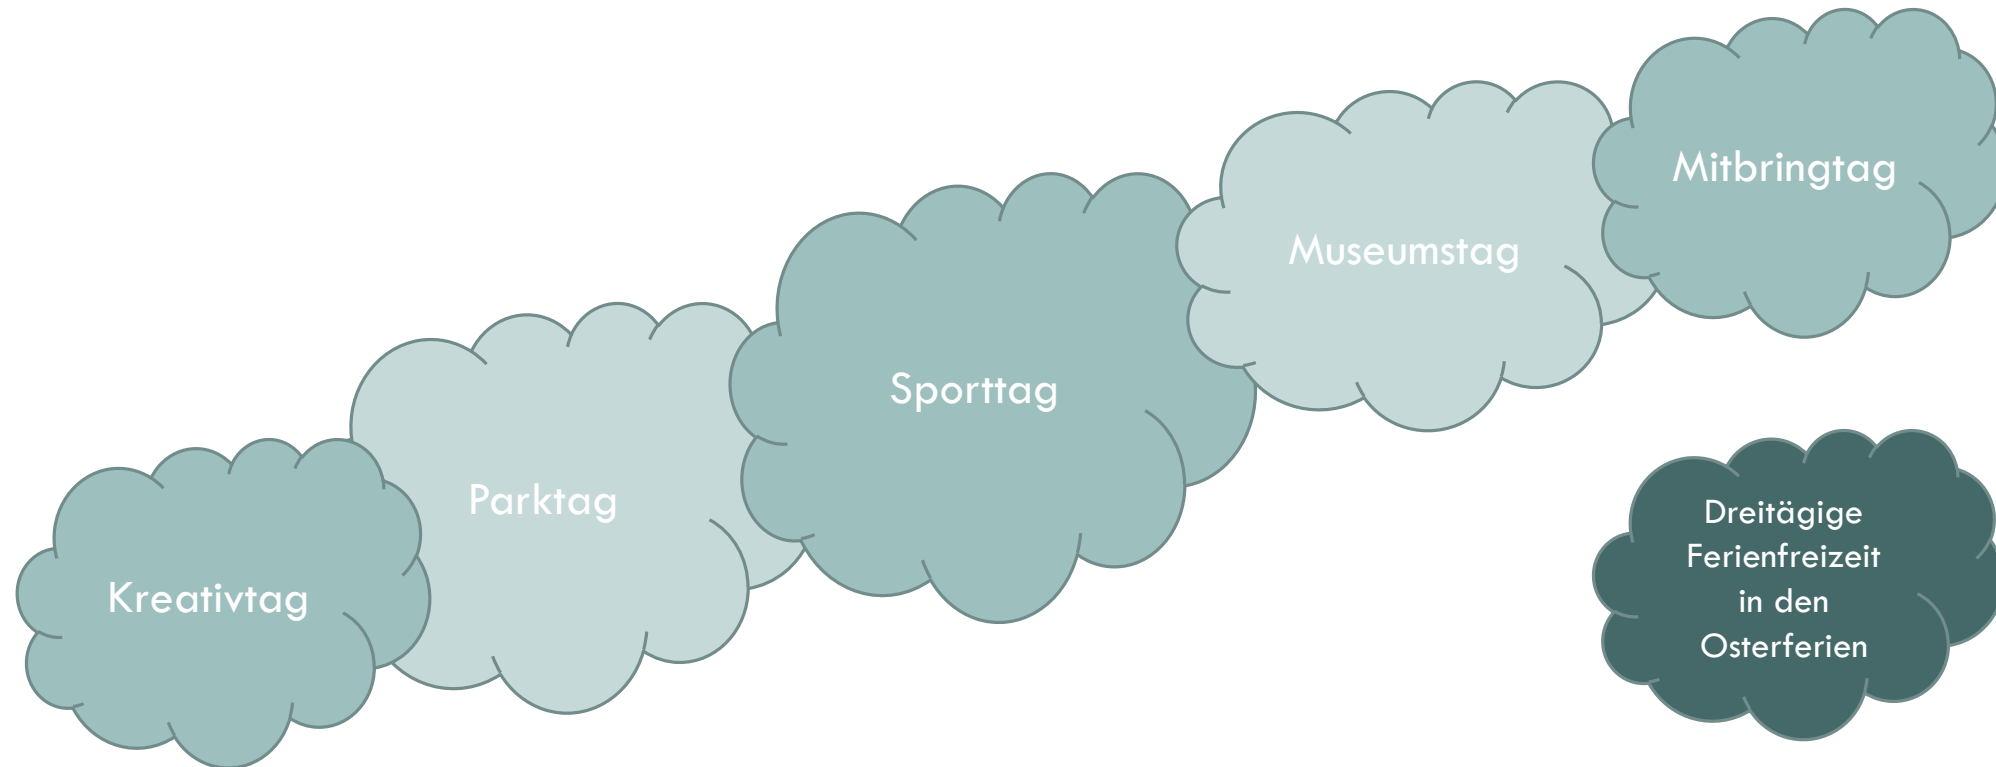 Kreativtag
Parktag
Sporttag
Museumstag
Mitbringtag
Dreitägige
Ferienfreizeit
in den
Osterferien